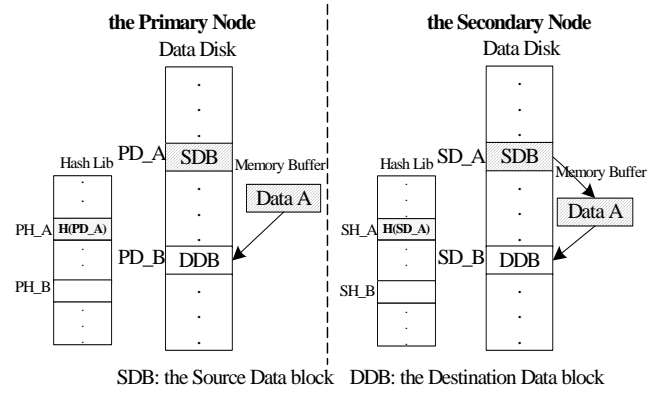 the Primary Node
Data Disk
PD_A
SDB
Hash Lib
Memory Buffer
Data A
PH_A
H(PD_A)
PD_B
DDB
PH_B
the Secondary Node
Data Disk
SD_A
SDB
Hash Lib
Memory Buffer
Data A
SH_A
H(SD_A)
SD_B
DDB
SH_B
SDB: the Source Data block DDB: the Destination Data block